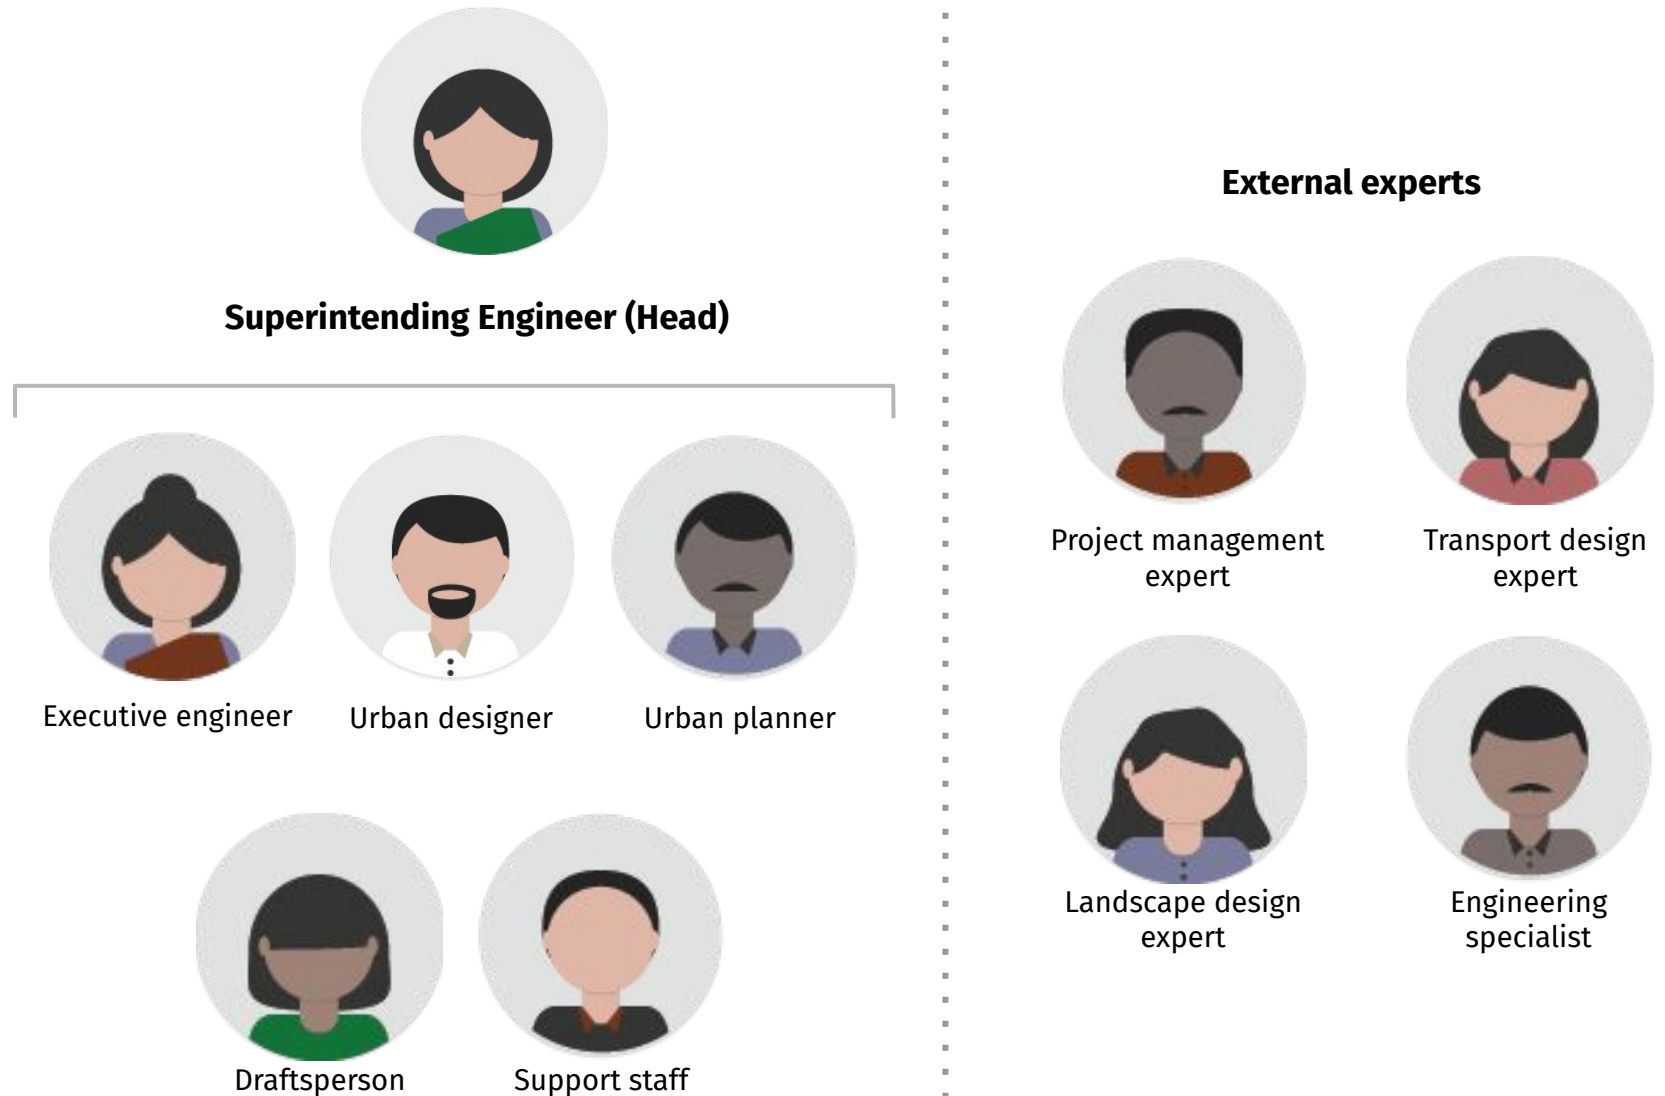 Superintending Engineer (Head)
Executive engineer
Urban designer
Urban planner
Draftsperson
Support staff
External experts
Project management
expert
Transport design
expert
Landscape design
expert
Engineering
specialist